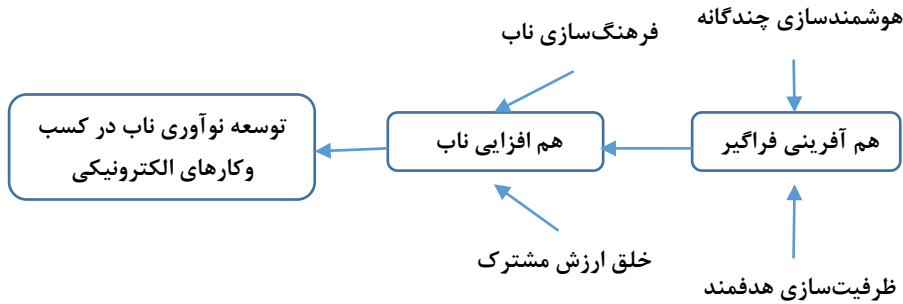 هوشمندسازی چندگانه
فرهنگ‌سازی ناب
هم آفرینی فراگیر
هم افزایی ناب
توسعه نوآوری ناب در کسب
وکارهای الکترونیکی
خلق ارزش مشترک
ظرفیت‌سازی هدفمند